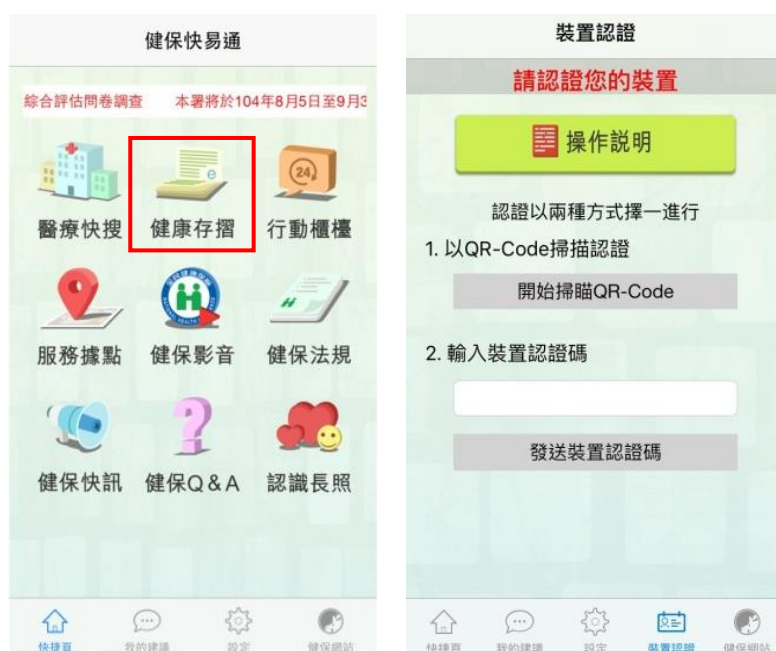 健保快易通
綜合評估問卷調查 本署將於104年8月5日至9月3
醫療快搜 健康存摺 行動櫃檯
24
e
服務據點 健保影音 健保法規
健保快訊 健保Q&A 認識長照
快捷頁 我的建議 設定 健保網站
裝置認證
請認證您的裝置
操作說明
認證以兩種方式擇一進行
1. 以QR-Code掃描認證
開始掃瞄QR-Code
2. 輸入裝置認證碼
發送裝置認證碼
快捷頁 我的建議 設定 裝置認證 健保網站